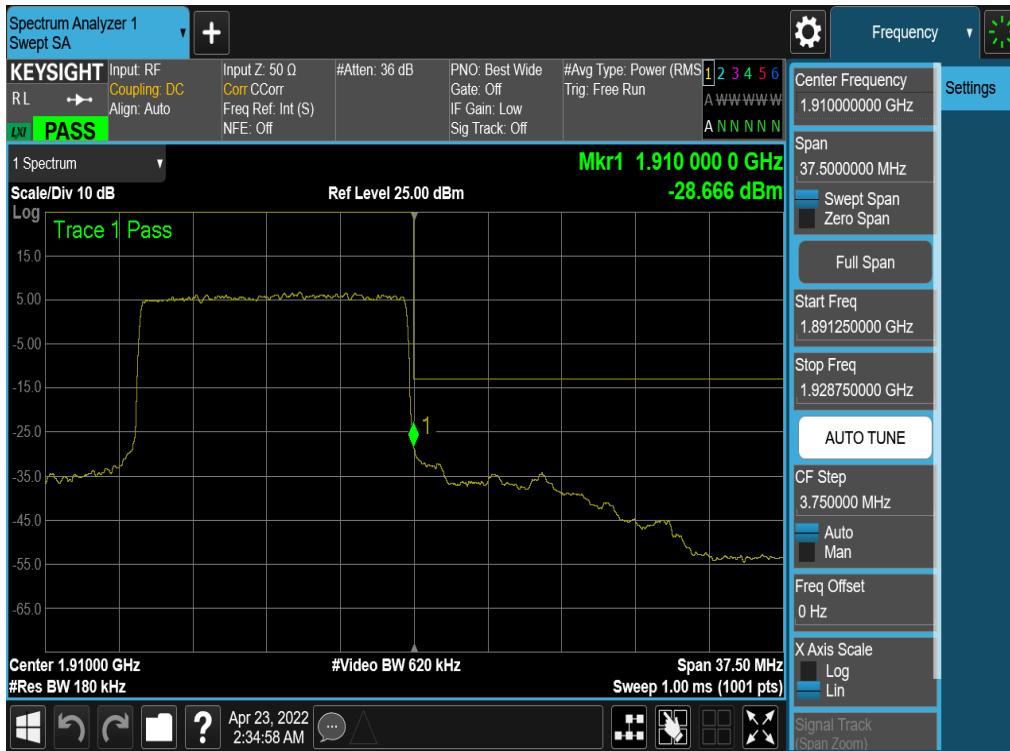 Spectrum Analyzer 1
Swept SA
+
Frequency
KEYSIGHT
R L
LXI
PASS
Input: RF
Coupling: DC
Align: Auto
Input Z: 50 Ω
Corr CCorr
Freq Ref: Int (S)
NFE: Off
#Atten: 36 dB
PNO: Best Wide
Gate: Off
IF Gain: Low
Sig Track: Off
#Avg Type: Power (RMS
Trig: Free Run
1 2 3 4 5 6
A W W W W W
A N N N N N
1 Spectrum
Scale/Div 10 dB
Ref Level 25.00 dBm
Mkr1 1.910 000 0 GHz
-28.666 dBm
Log
Trace 1 Pass
15.0
5.00
-5.00
-15.0
-25.0
-35.0
-45.0
-55.0
-65.0
1
Center 1.91000 GHz
#Res BW 180 kHz
#Video BW 620 kHz
Span 37.50 MHz
Sweep 1.00 ms (1001 pts)
?
Apr 23, 2022
2:34:58 AM
Center Frequency
1.910000000 GHz
Settings
Span
37.5000000 MHz
Swept Span
Zero Span
Full Span
Start Freq
1.891250000 GHz
Stop Freq
1.928750000 GHz
AUTO TUNE
CF Step
3.750000 MHz
Auto
Man
Freq Offset
0 Hz
X Axis Scale
Log
Lin
Signal Track
(Span Zoom)